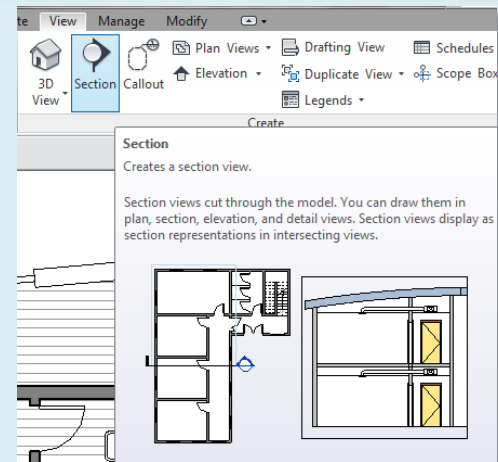 te View Manage Modify
Plan Views Drafting View Schedules
Elevation Duplicate View Scope Box
3D View Section Callout
Legends
Create
Section
Creates a section view.
Section views cut through the model. You can draw them in
plan, section, elevation, and detail views. Section views display as
section representations in intersecting views.